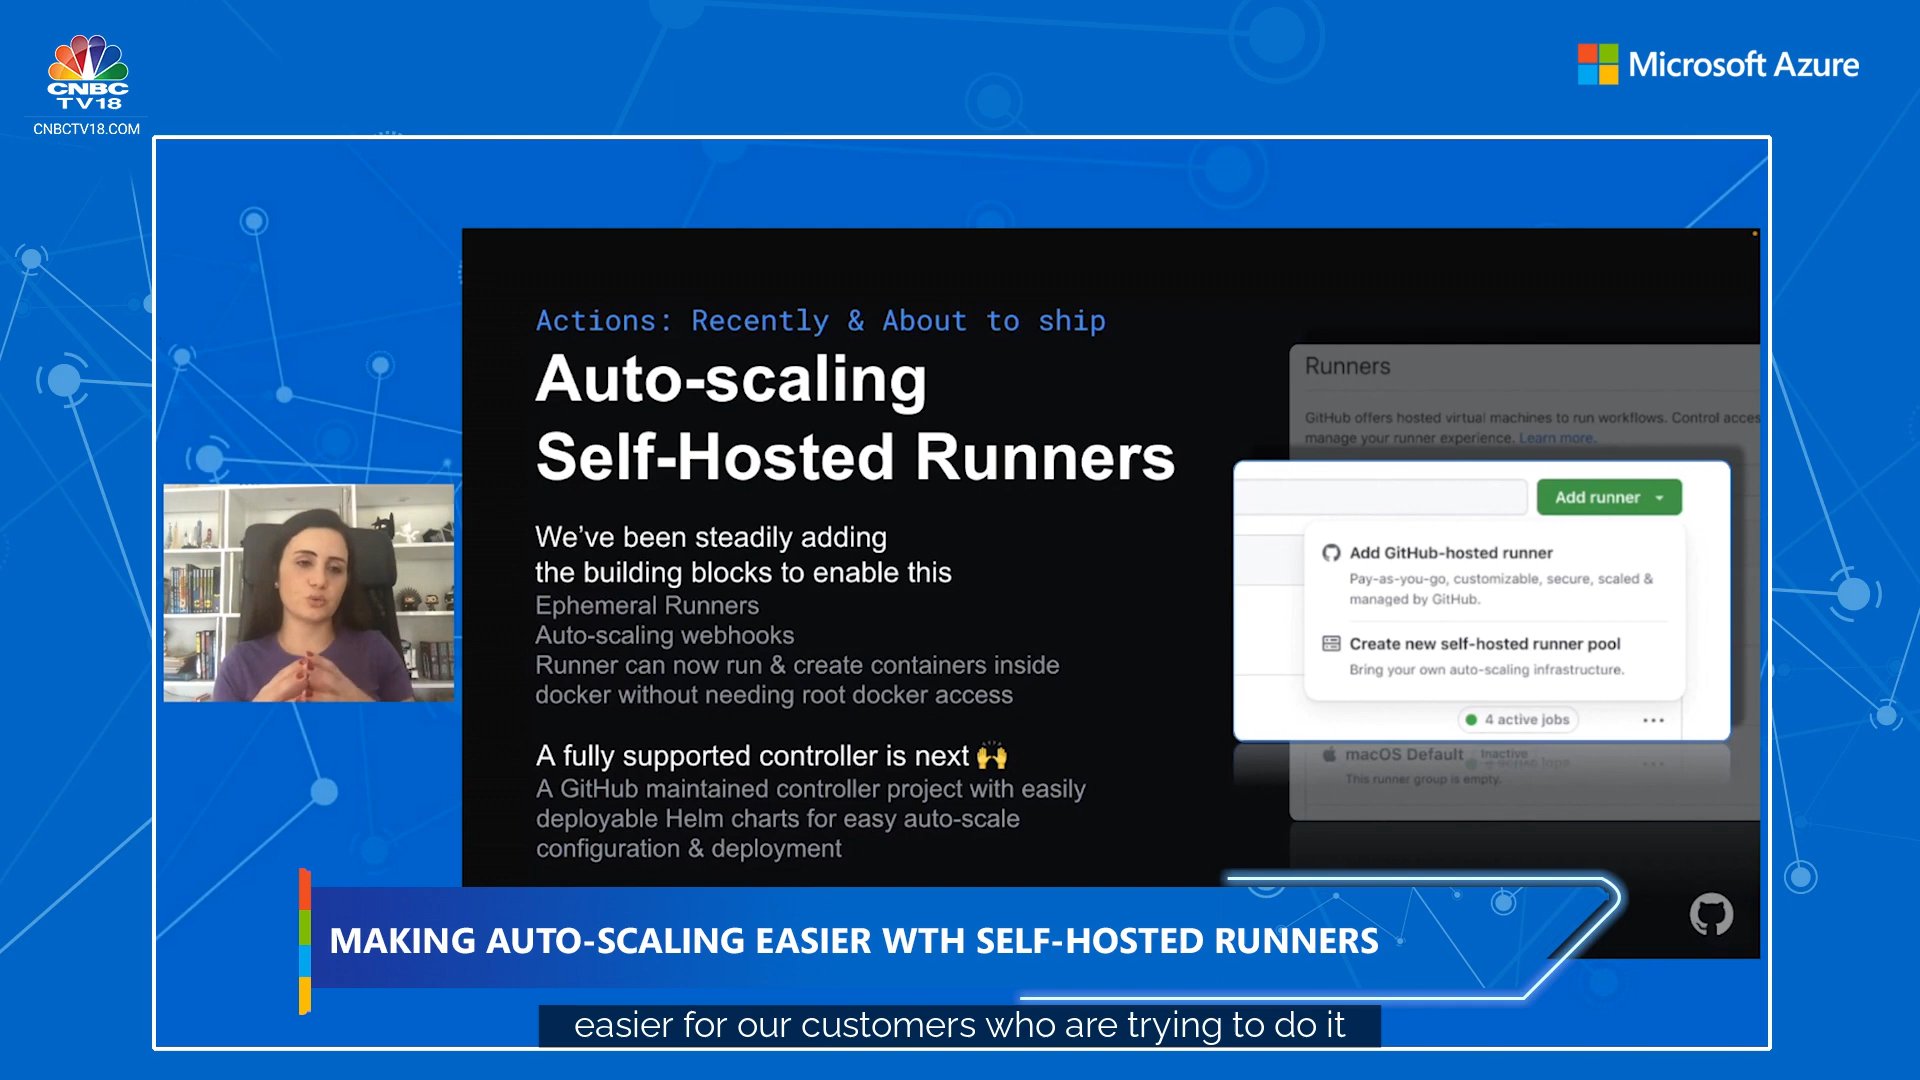 CNBC
TV18
CNBCTV18.COM
Microsoft Azure
Actions: Recently & About to ship
Auto-scaling
Self-Hosted Runners
We've been steadily adding
the building blocks to enable this
Ephemeral Runners
Auto-scaling webhooks
Runner can now run & create containers inside
docker without needing root docker access
A fully supported controller is next 🙌
A GitHub maintained controller project with easily
deployable Helm charts for easy auto-scale
configuration & deployment
Runners
GitHub offers hosted virtual machines to run workflows. Control acces
manage your runner experience. Learn more.
Add runner
Add GitHub-hosted runner
Pay-as-you-go, customizable, secure, scaled &
managed by GitHub.
Create new self-hosted runner pool
Bring your own auto-scaling infrastructure.
4 active jobs
macOS Default Inactive
This runner group is empty.
MAKING AUTO-SCALING EASIER WTH SELF-HOSTED RUNNERS
easier for our customers who are trying to do it